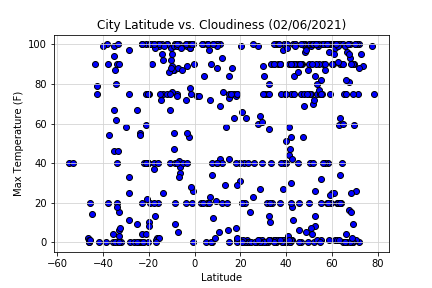 City Latitude vs. Cloudiness (02/06/2021)
100
80
60
40
20
0
Max Temperature (F)
−60 −40 −20 0 20 40 60 80
Latitude